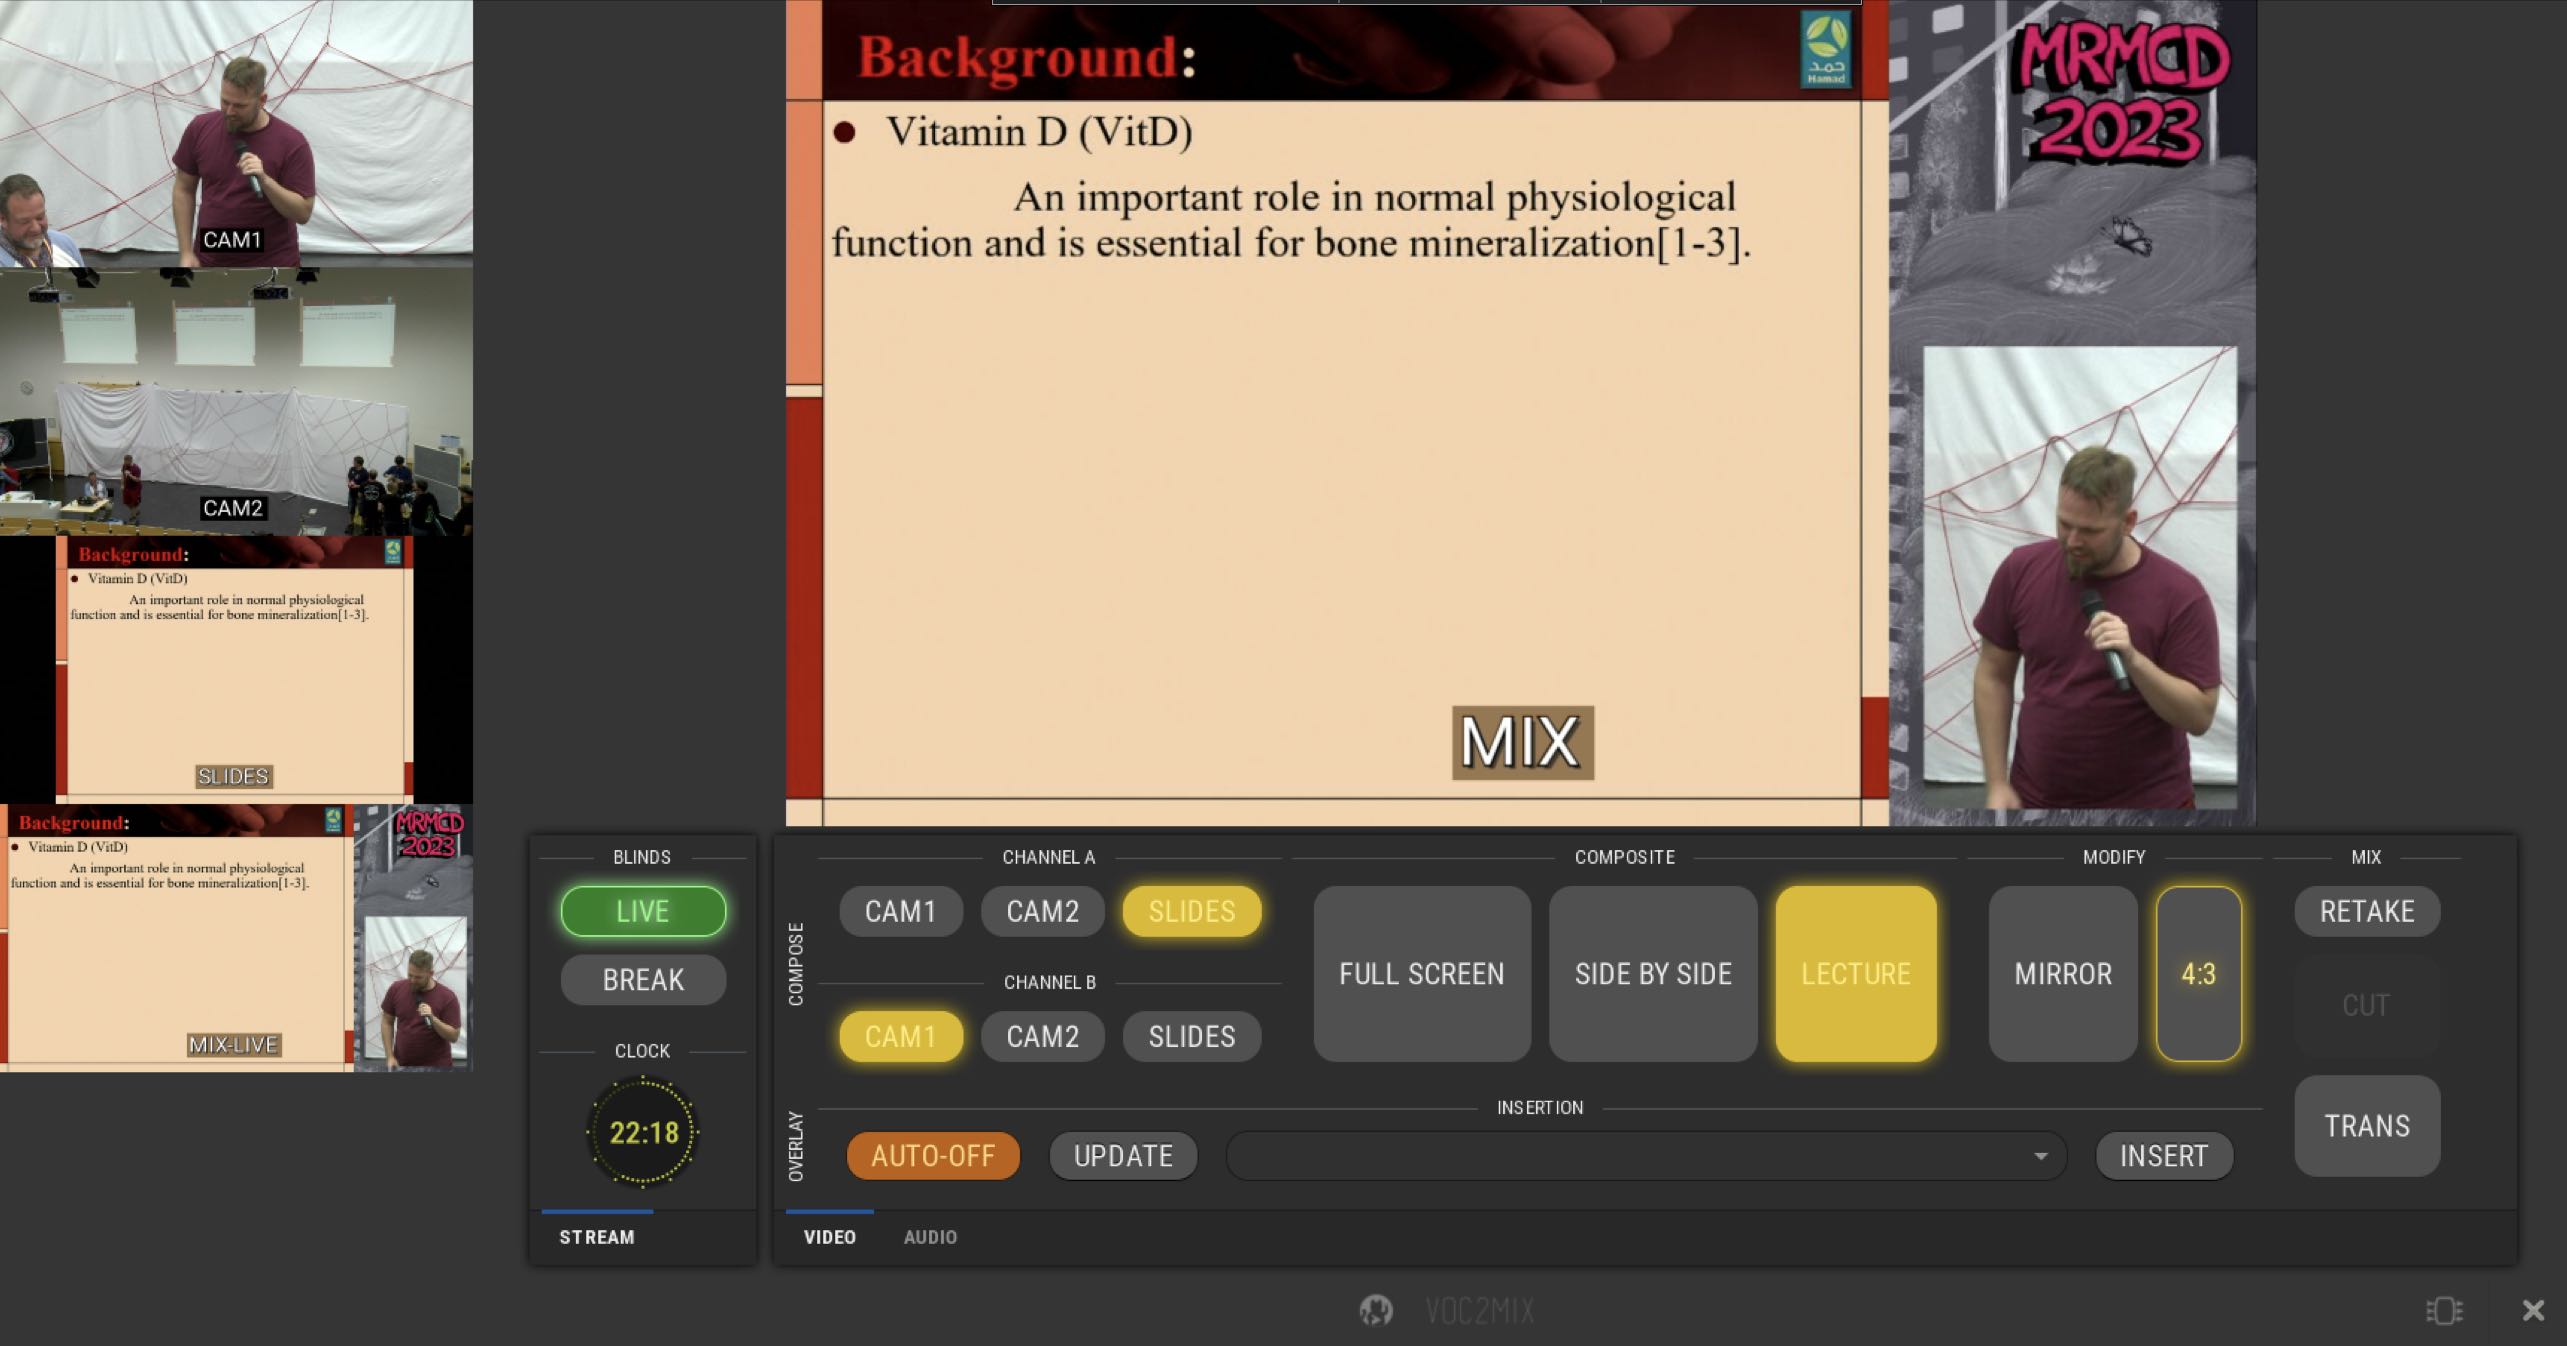 CAM1
CAM2
Background:
Vitamin D (VitD)
An important role in normal physiological
function and is essential for bone mineralization[1-3].
SLIDES
Background:
MRMCD
2023
Vitamin D (VitD)
An important role in normal physiological
function and is essential for bone mineralization[1-3].
MIX-LIVE
Background:
حمد
Hamad
Vitamin D (VitD)
An important role in normal physiological
function and is essential for bone mineralization[1-3].
MIX
MRMCD
2023
BLINDS
LIVE
BREAK
CLOCK
22:18
STREAM
COMPOSE
CHANNEL A
CAM1 CAM2 SLIDES
CHANNEL B
CAM1 CAM2 SLIDES
COMPOSITE
FULL SCREEN SIDE BY SIDE LECTURE
MODIFY
MIRROR 4:3
MIX
RETAKE
CUT
TRANS
OVERLAY
INSERTION
AUTO-OFF UPDATE INSERT
VIDEO AUDIO
VOC2MIX